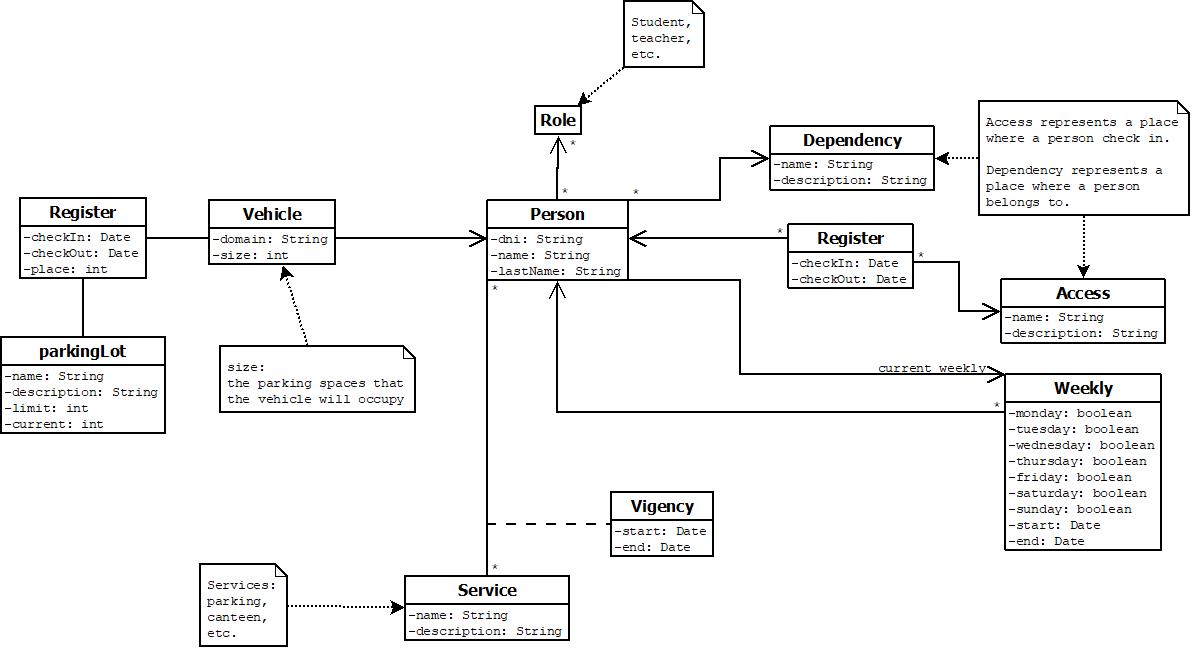 Student,
teacher,
etc.
Role
*
*
*
Dependency
-name: String
-description: String
Access represents a place
where a person check in.
Dependency represents a
place where a person
belongs to.
Register
-checkIn: Date
-checkOut: Date
-place: int
Vehicle
-domain: String
-size: int
Person
-dni: String
-name: String
-lastName: String
*
*
Register
-checkIn: Date
-checkOut: Date
*
Access
-name: String
-description: String
parkingLot
-name: String
-description: String
-limit: int
-current: int
size:
the parking spaces that
the vehicle will occupy
current weekly
*
Weekly
-monday: boolean
-tuesday: boolean
-wednesday: boolean
-thursday: boolean
-friday: boolean
-saturday: boolean
-sunday: boolean
-start: Date
-end: Date
Vigency
-start: Date
-end: Date
*
Services:
parking,
canteen,
etc.
Service
-name: String
-description: String